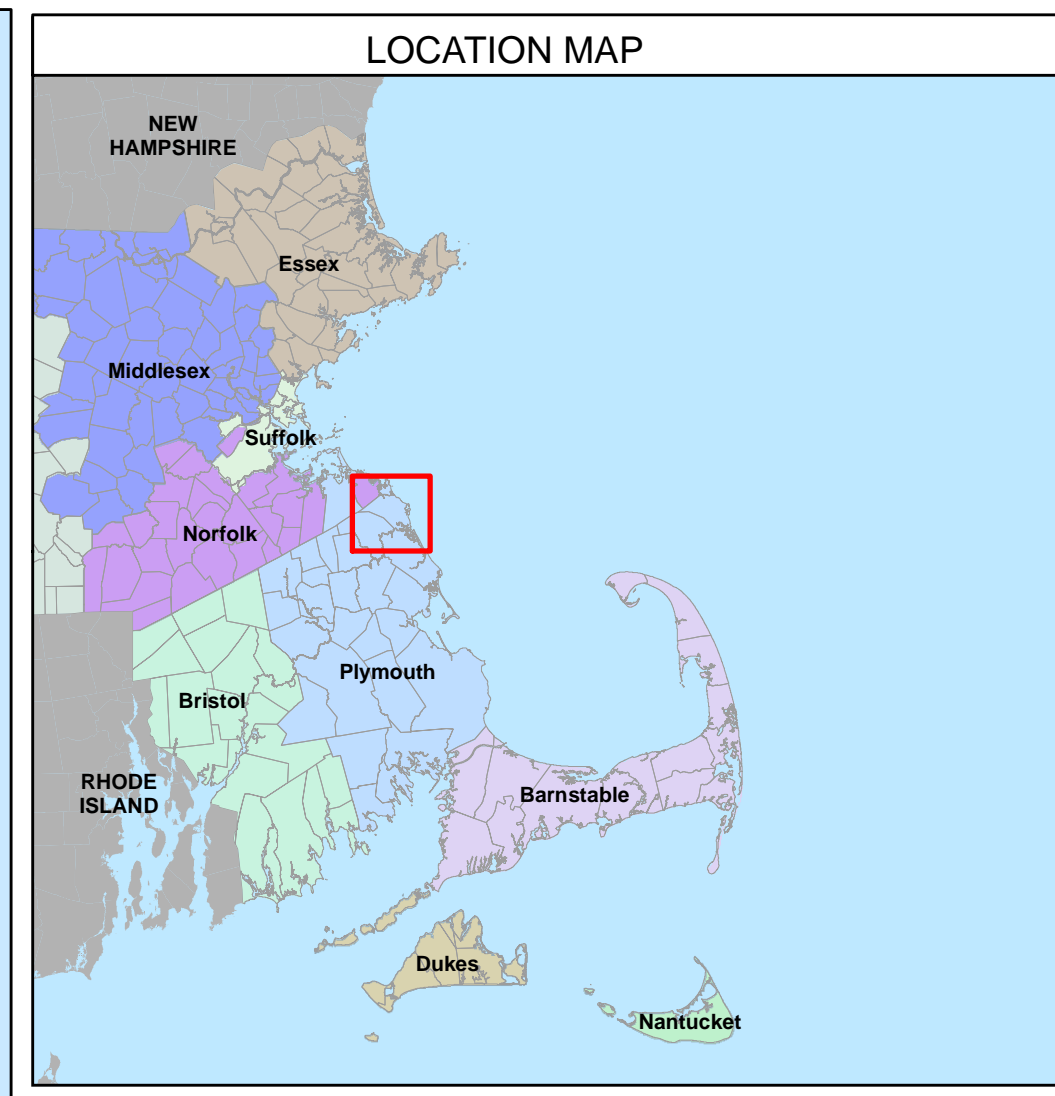 LOCATION MAP
NEW
HAMPSHIRE
Essex
Middlesex
Suffolk
Norfolk
Plymouth
Bristol
RHODE
ISLAND
Barnstable
Dukes
Nantucket